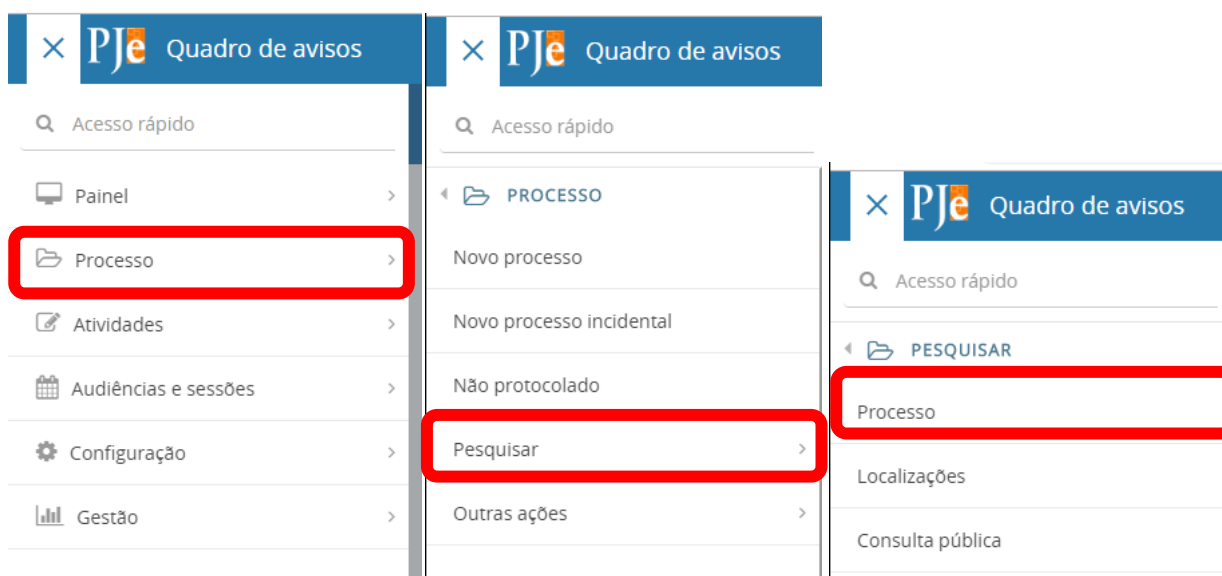 PJe Quadro de avisos
Acesso rápido
Painel
Processo
Atividades
Audiências e sessões
Configuração
Gestão
PJe Quadro de avisos
Acesso rápido
PROCESSO
Novo processo
Novo processo incidental
Não protocolado
Pesquisar
Outras ações
PJe Quadro de avisos
Acesso rápido
PESQUISAR
Processo
Localizações
Consulta pública